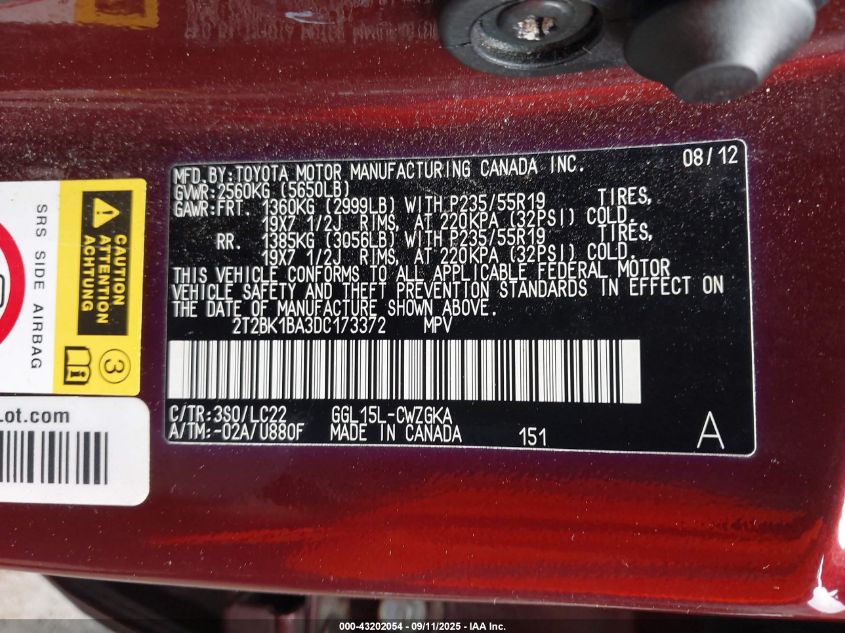 MFD. BY: TOYOTA MOTOR MANUFACTURING CANADA INC. 08/12
GVWR: 2560KG (5650LB)
GAWR: FRT. 1360KG (2999LB) WITH P235/55R19 TIRES,
19X7 1/2J RIMS, AT 220KPA (32PSI) COLD.
RR. 1385KG (3056LB) WITH P235/55R19 TIRES,
19X7 1/2J RIMS, AT 220KPA (32PSI) COLD.
THIS VEHICLE CONFORMS TO ALL APPLICABLE FEDERAL MOTOR
VEHICLE SAFETY AND THEFT PREVENTION STANDARDS IN EFFECT ON
THE DATE OF MANUFACTURE SHOWN ABOVE.
2T2BK1BA3DC173372 MPV
C/TR: 3S0/LC22 GGL15L-CWZGKA
A/TM: -02A/U880F MADE IN CANADA 151 A
SRS SIDE AIRBAG
CAUTION
ATTENTION
ACHTUNG
3
Lot.com
000-43202054 - 09/11/2025 - IAA Inc.